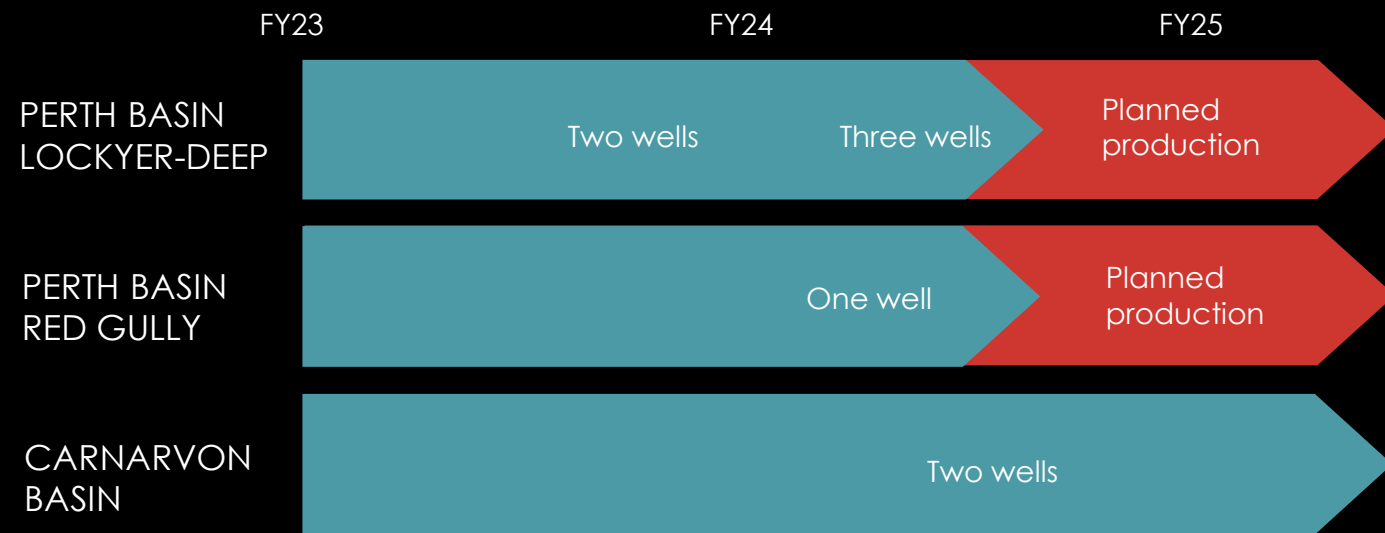 FY23 FY24 FY25
PERTH BASIN
LOCKYER-DEEP
Two wells
Three wells
Planned
production
PERTH BASIN
RED GULLY
One well
Planned
production
CARNARVON
BASIN
Two wells